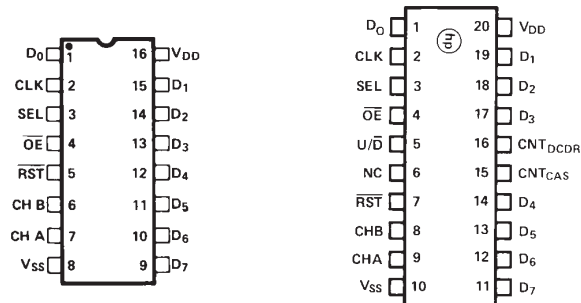 D0 1 16 VDD
CLK 2 15 D1
SEL 3 14 D2
OE 4 13 D3
RST 5 12 D4
CH B 6 11 D5
CH A 7 10 D6
VSS 8 9 D7
hp
D0 1 20 VDD
CLK 2 19 D1
SEL 3 18 D2
OE 4 17 D3
U/D 5 16 CNTDCDR
NC 6 15 CNTCAS
RST 7 14 D4
CHB 8 13 D5
CHA 9 12 D6
VSS 10 11 D7